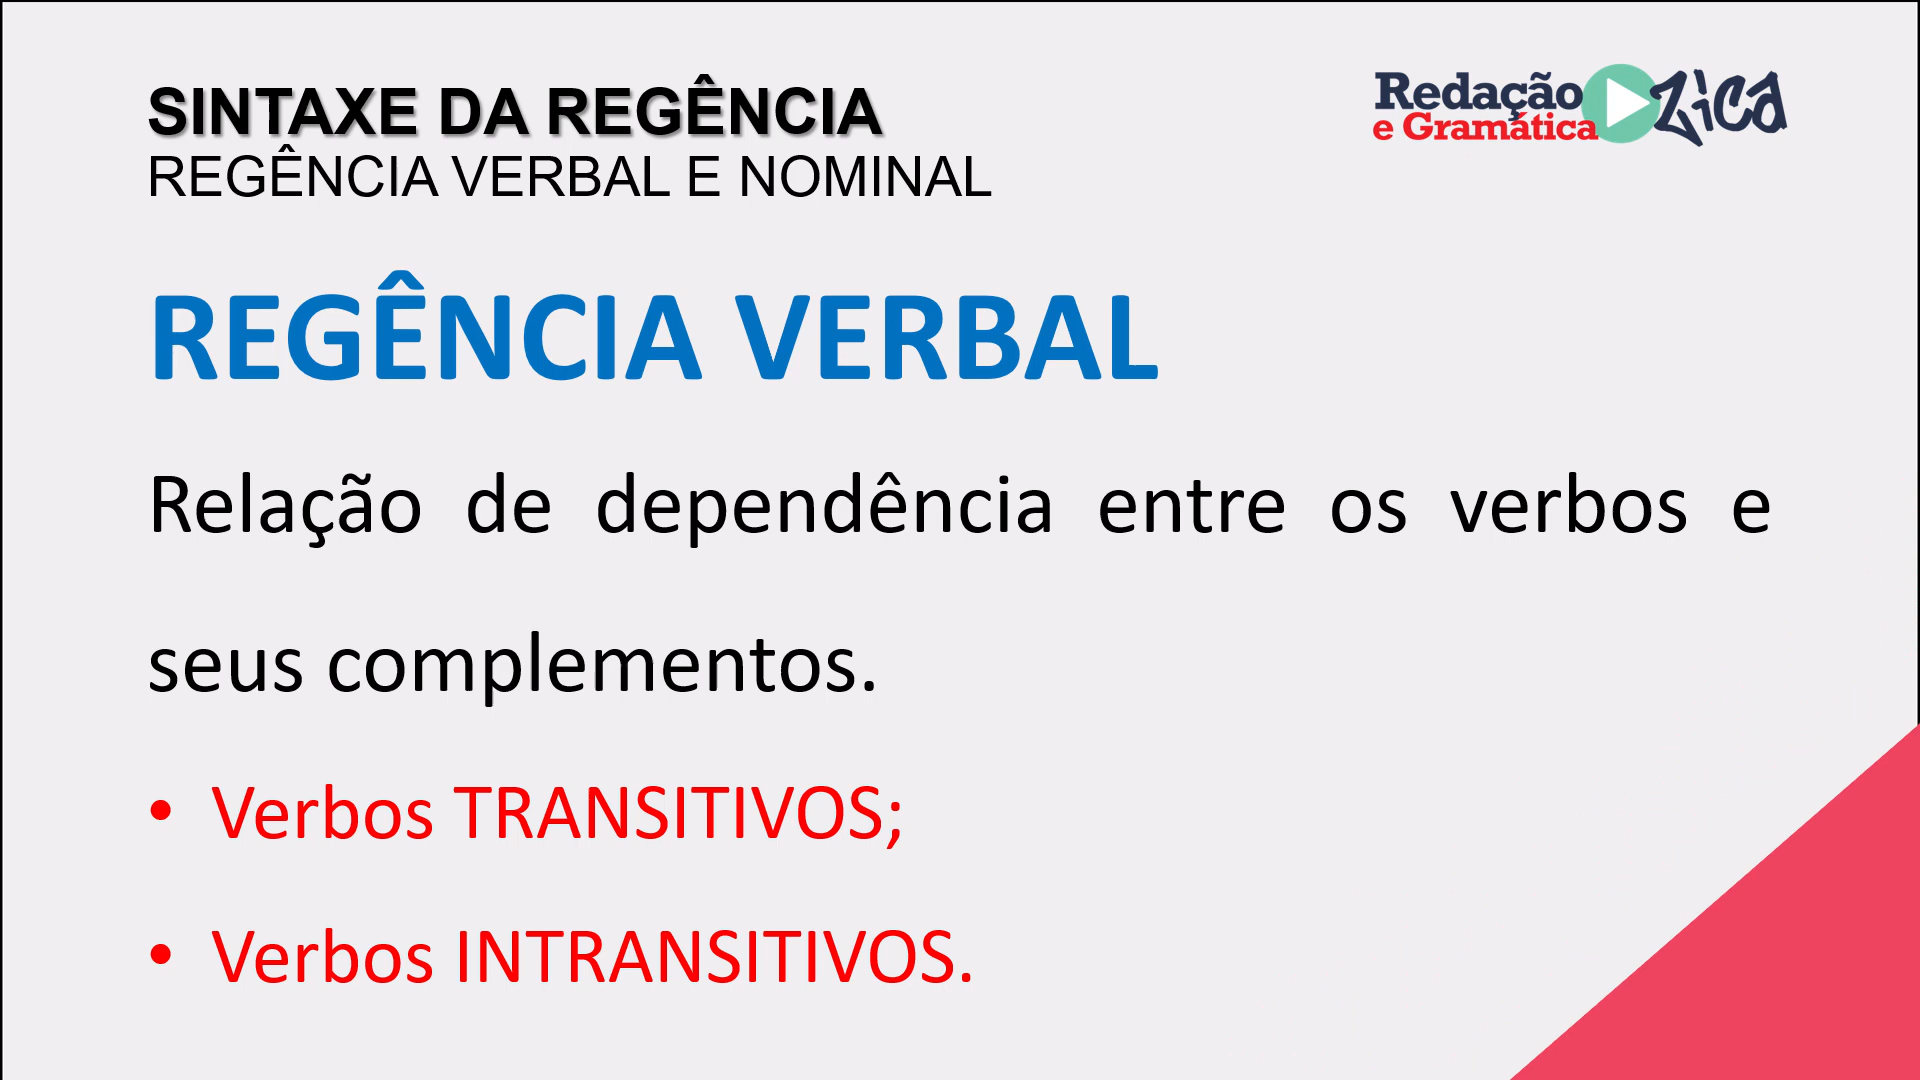 SINTAXE DA REGÊNCIA
REGÊNCIA VERBAL E NOMINAL
Redação
e Gramática
Zica
REGÊNCIA VERBAL
Relação de dependência entre os verbos e
seus complementos.
• Verbos TRANSITIVOS;
• Verbos INTRANSITIVOS.